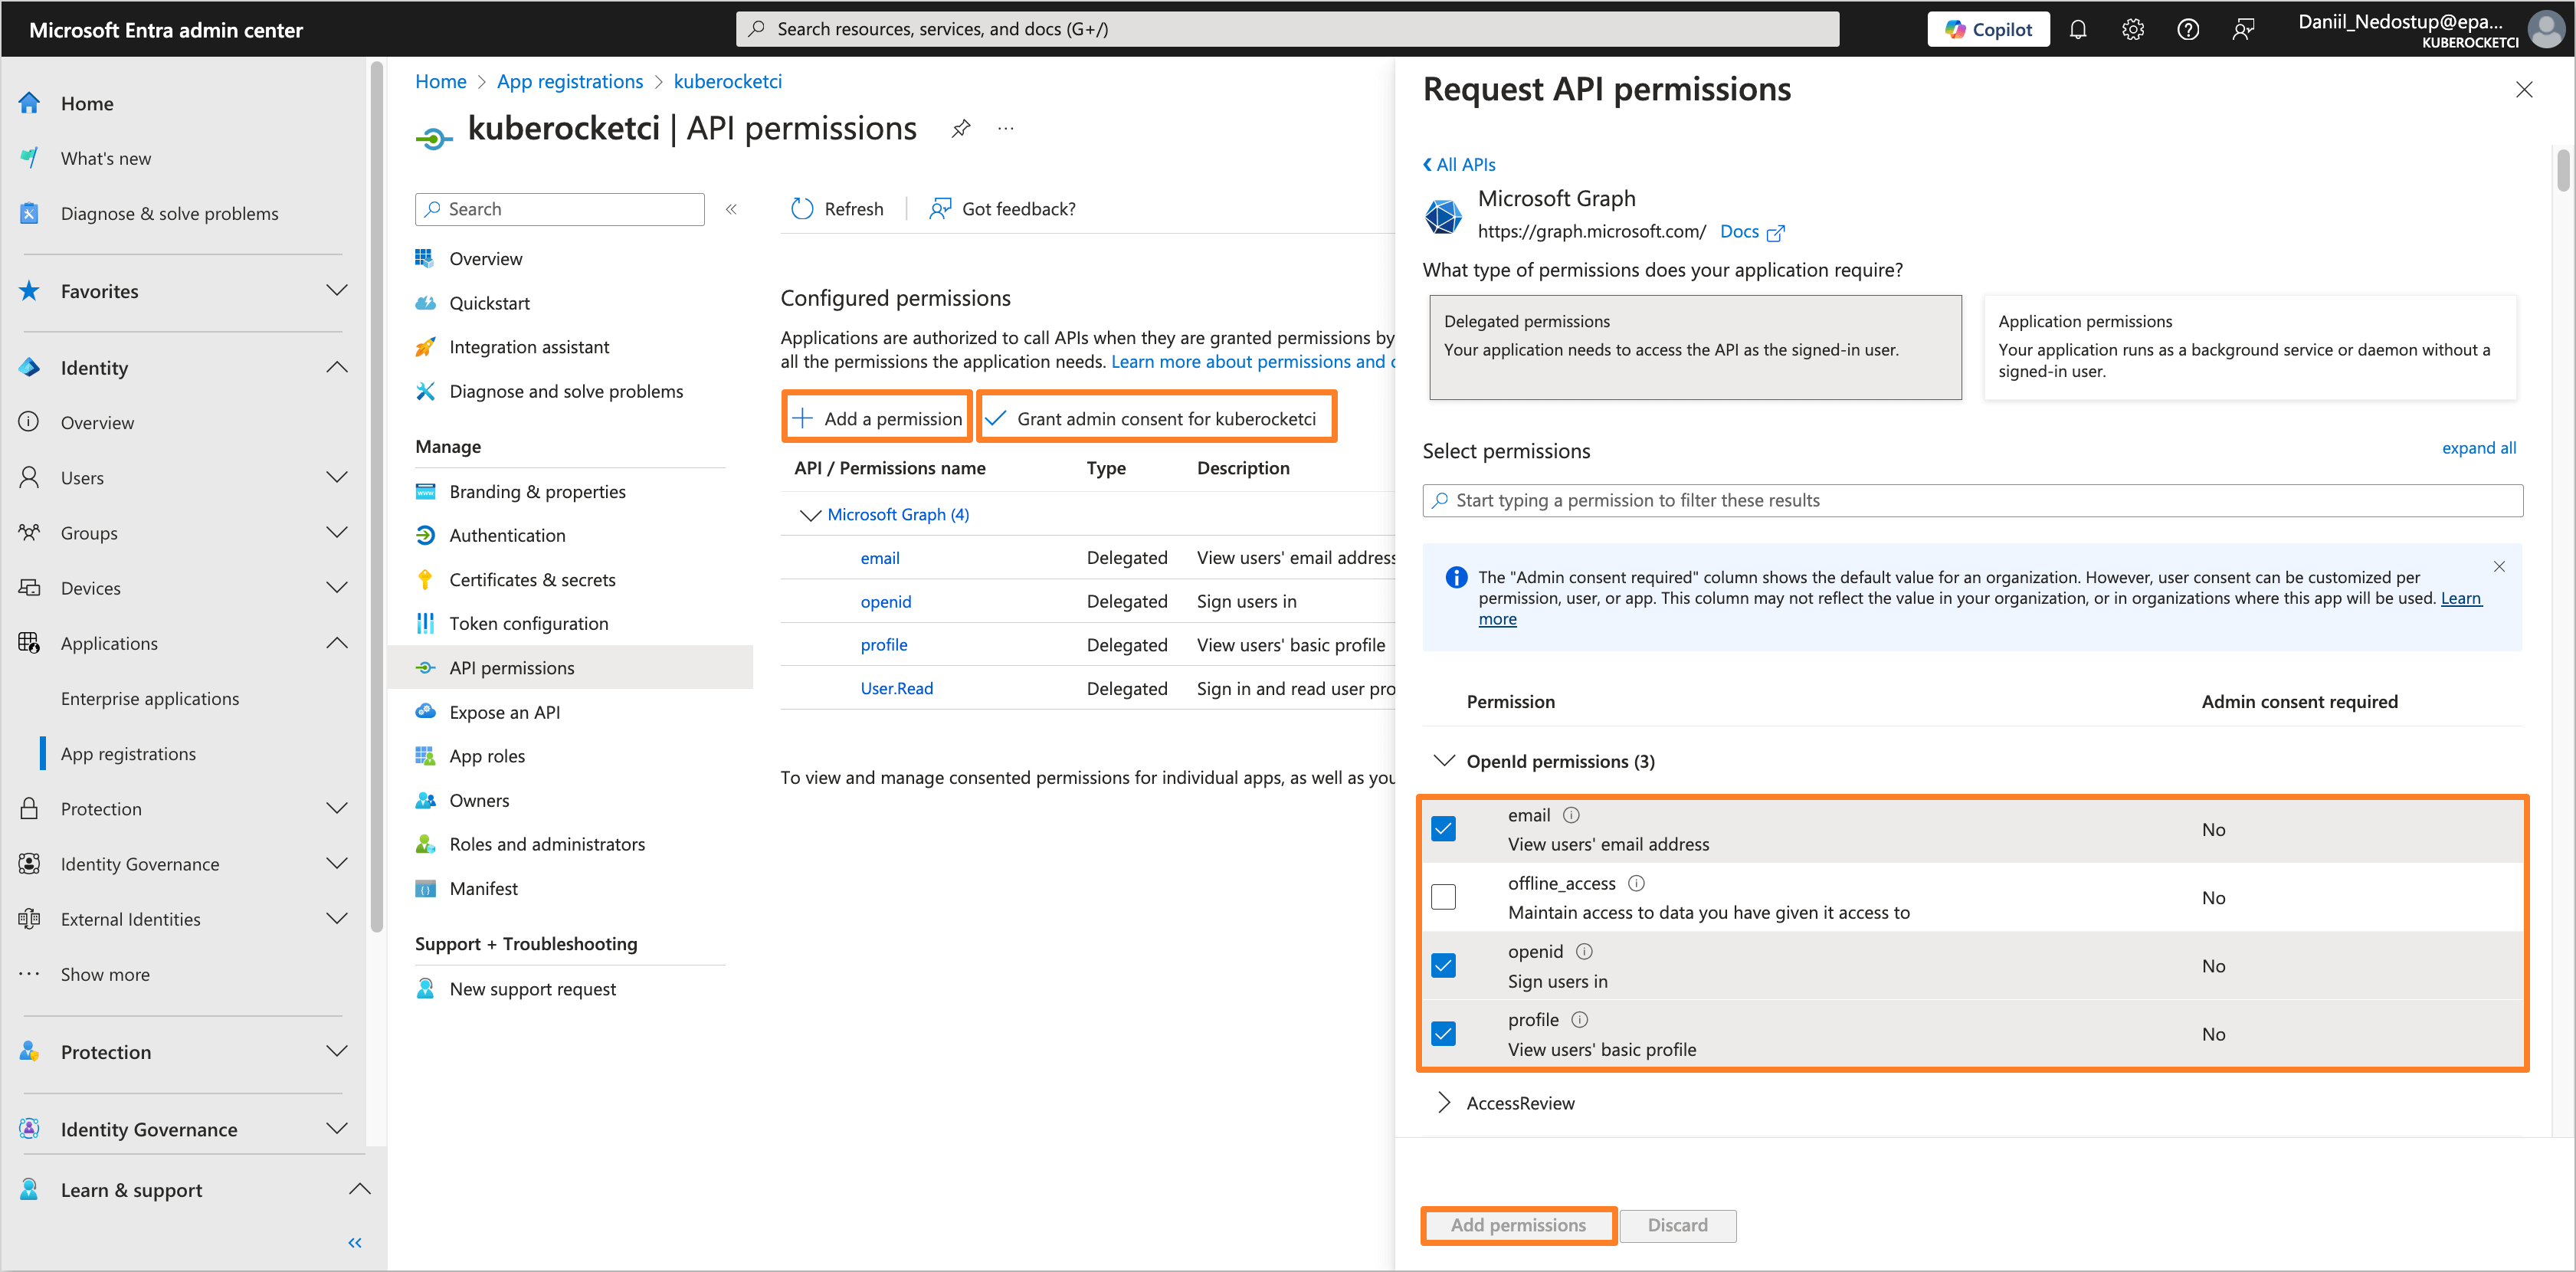 Microsoft Entra admin center
Search resources, services, and docs (G+/)
Copilot
Daniil_Nedostup@epa...
KUBEROCKETCI
Home
What's new
Diagnose & solve problems
Favorites
Identity
Overview
Users
Groups
Devices
Applications
Enterprise applications
App registrations
Protection
Identity Governance
External Identities
Show more
Protection
Identity Governance
Learn & support
Home > App registrations > kuberocketci
kuberocketci | API permissions
Search
Overview
Quickstart
Integration assistant
Diagnose and solve problems
Manage
Branding & properties
Authentication
Certificates & secrets
Token configuration
API permissions
Expose an API
App roles
Owners
Roles and administrators
Manifest
Support + Troubleshooting
New support request
Refresh
Got feedback?
Configured permissions
Applications are authorized to call APIs when they are granted permissions by
all the permissions the application needs. Learn more about permissions and c
Add a permission
Grant admin consent for kuberocketci
API / Permissions name Type Description
Microsoft Graph (4)
email Delegated View users' email address
openid Delegated Sign users in
profile Delegated View users' basic profile
User.Read Delegated Sign in and read user pro
To view and manage consented permissions for individual apps, as well as you
Request API permissions
All APIs
Microsoft Graph
https://graph.microsoft.com/ Docs
What type of permissions does your application require?
Delegated permissions
Your application needs to access the API as the signed-in user.
Application permissions
Your application runs as a background service or daemon without a
signed-in user.
Select permissions
expand all
Start typing a permission to filter these results
The "Admin consent required" column shows the default value for an organization. However, user consent can be customized per
permission, user, or app. This column may not reflect the value in your organization, or in organizations where this app will be used. Learn
more
Permission Admin consent required
OpenId permissions (3)
email
View users' email address
No
offline_access
Maintain access to data you have given it access to
No
openid
Sign users in
No
profile
View users' basic profile
No
AccessReview
Add permissions
Discard